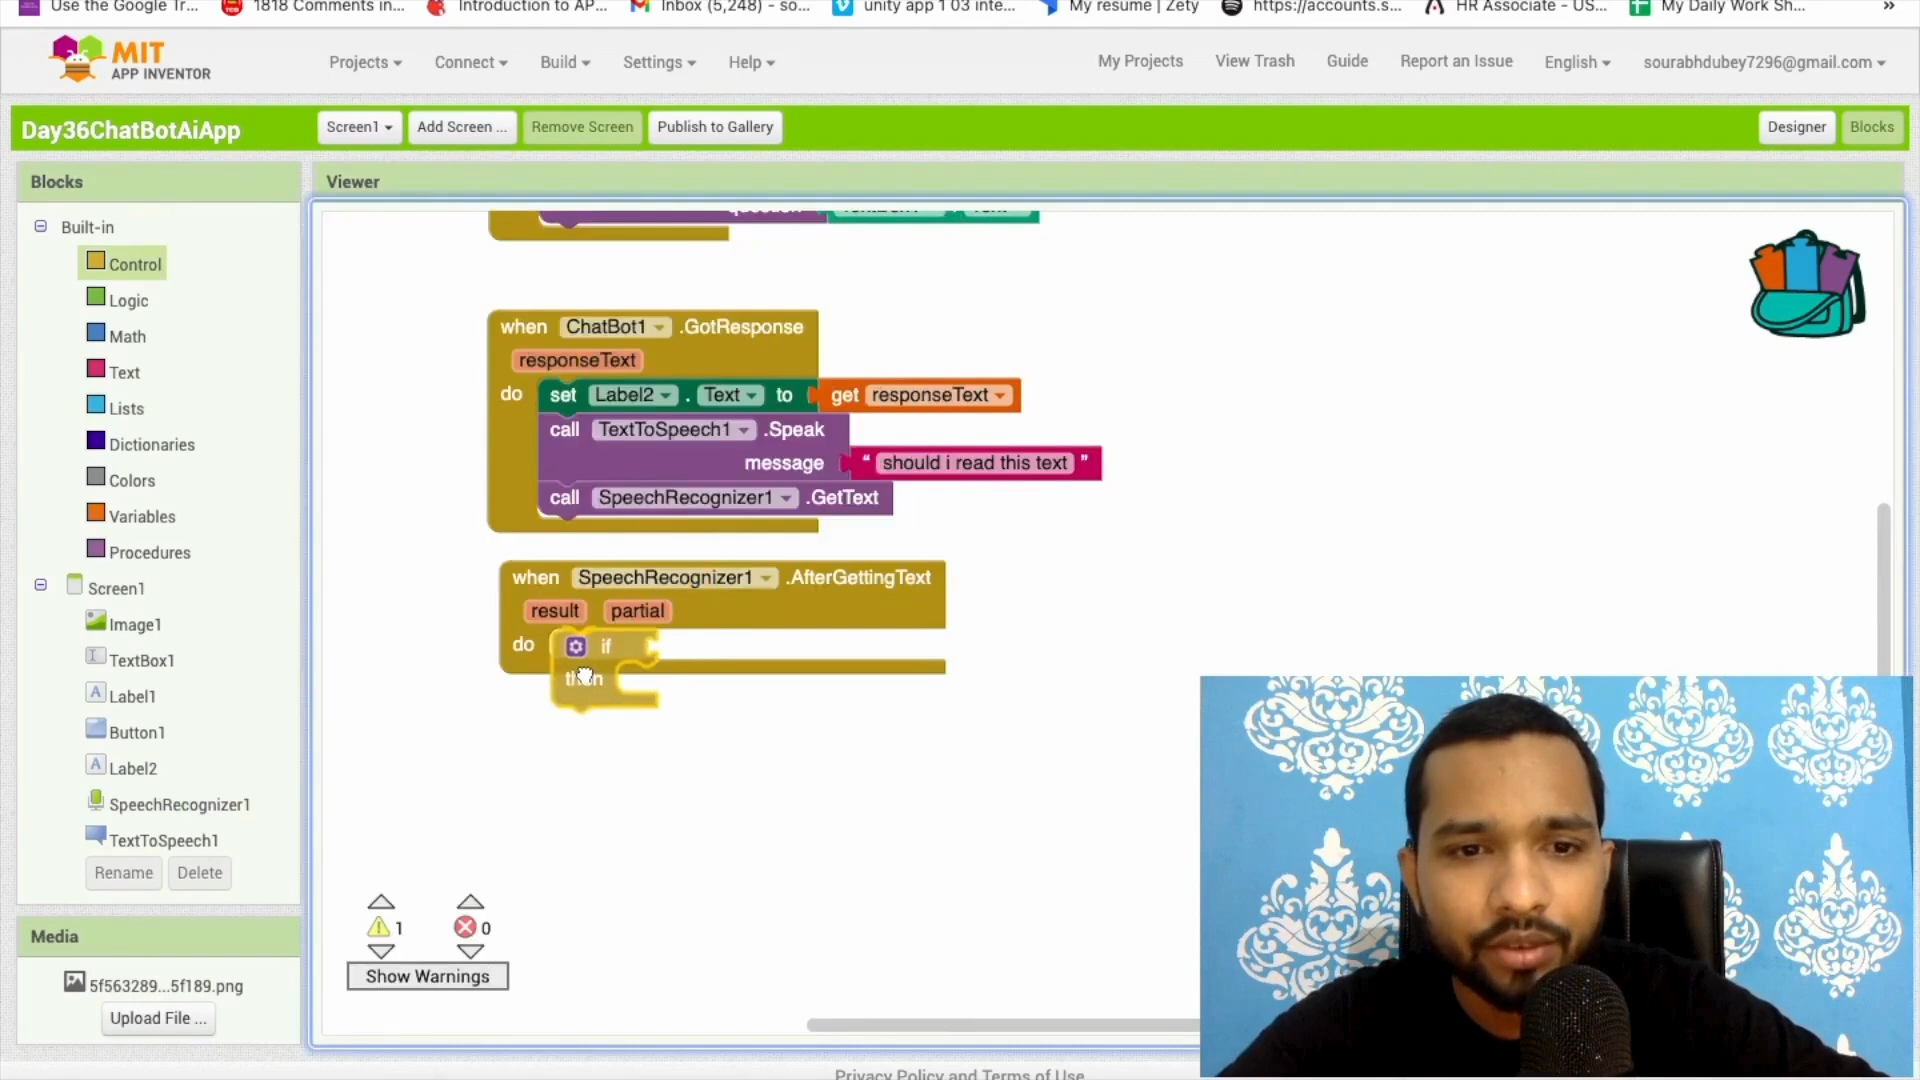 Use the Google Tr... 1818 Comments in... Introduction to AP... Inbox (5,248) - so... unity app 1 03 inte... My resume | Zety https://accounts.s... HR Associate - US... My Daily Work Sh... »
MIT
APP INVENTOR
Projects Connect Build Settings Help My Projects View Trash Guide Report an Issue English sourabhdubey7296@gmail.com
Day36ChatBotAiApp Screen1 Add Screen ... Remove Screen Publish to Gallery Designer Blocks
Blocks
Built-in
Control
Logic
Math
Text
Lists
Dictionaries
Colors
Variables
Procedures
Screen1
Image1
TextBox1
Label1
Button1
Label2
SpeechRecognizer1
TextToSpeech1
Rename Delete
Media
5f563289...5f189.png
Upload File ...
Viewer
when ChatBot1 .GotResponse
responseText
do set Label2 . Text to get responseText
call TextToSpeech1 .Speak
message “ should i read this text ”
call SpeechRecognizer1 .GetText
when SpeechRecognizer1 .AfterGettingText
result partial
do if
then
1 0
Show Warnings
Privacy Policy and Terms of Use